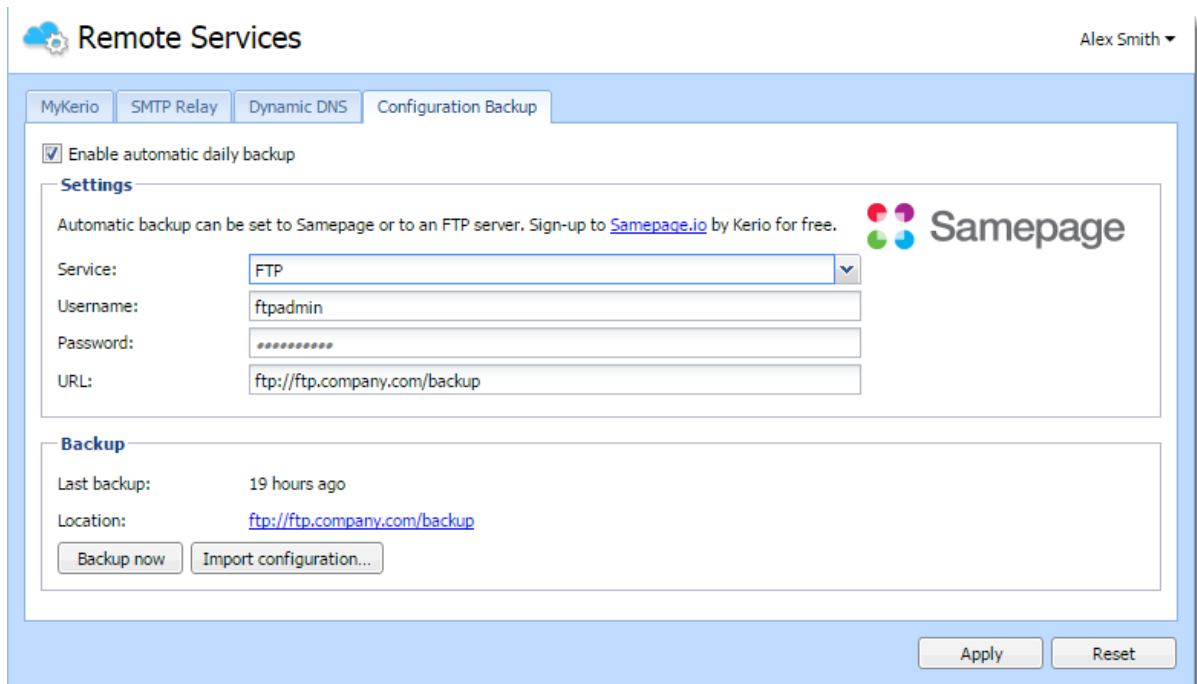 Remote Services
Alex Smith
MyKerio SMTP Relay Dynamic DNS Configuration Backup
Enable automatic daily backup
Settings
Automatic backup can be set to Samepage or to an FTP server. Sign-up to Samepage.io by Kerio for free.
Samepage
Service: FTP
Username: ftpadmin
Password: **********
URL: ftp://ftp.company.com/backup
Backup
Last backup: 19 hours ago
Location: ftp://ftp.company.com/backup
Backup now Import configuration...
Apply Reset